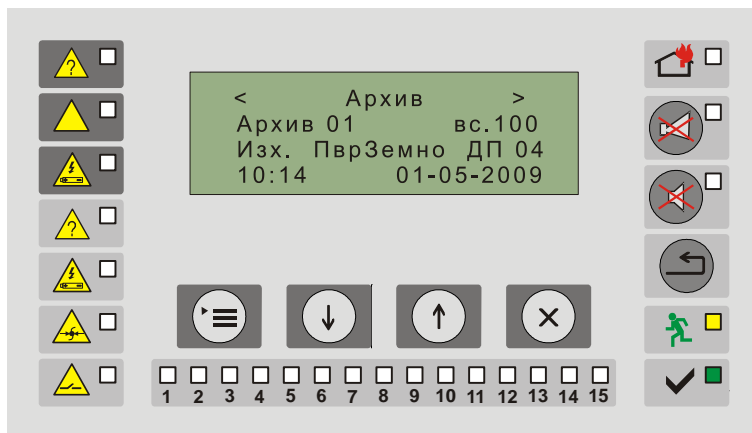 ?
< Архив >
Архив 01 вс.100
Изх. ПврЗемно ДП 04
10:14 01-05-2009
?
1 2 3 4 5 6 7 8 9 10 11 12 13 14 15